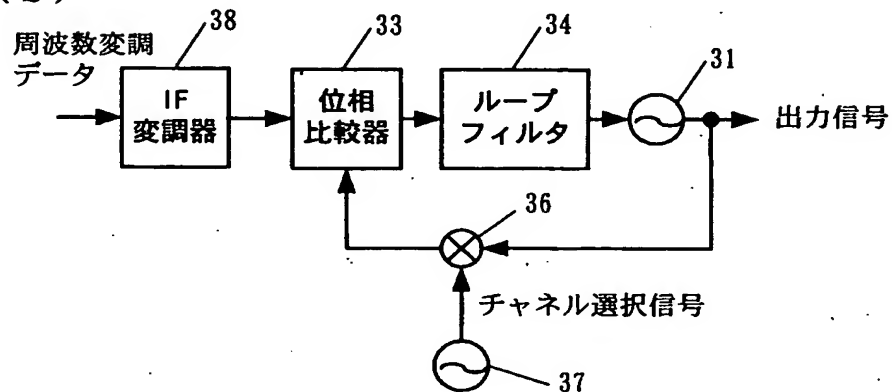 38
33
34
31
周波数変調
データ
IF
変調器
位相
比較器
ループ
フィルタ
出力信号
36
チャネル選択信号
37